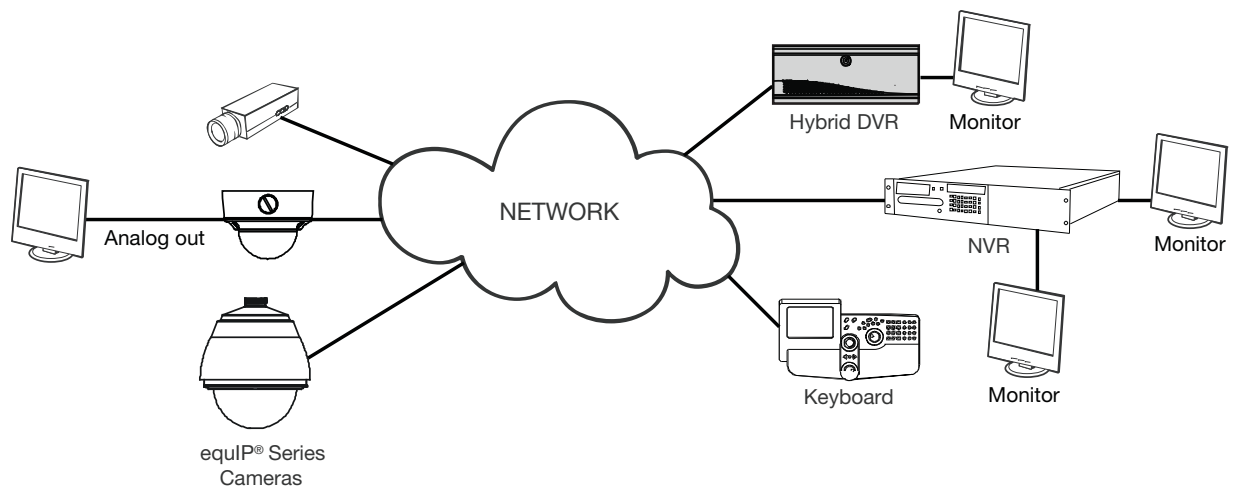 Hybrid DVR
Monitor
NETWORK
Analog out
NVR
Monitor
Keyboard
Monitor
equIP® Series
Cameras